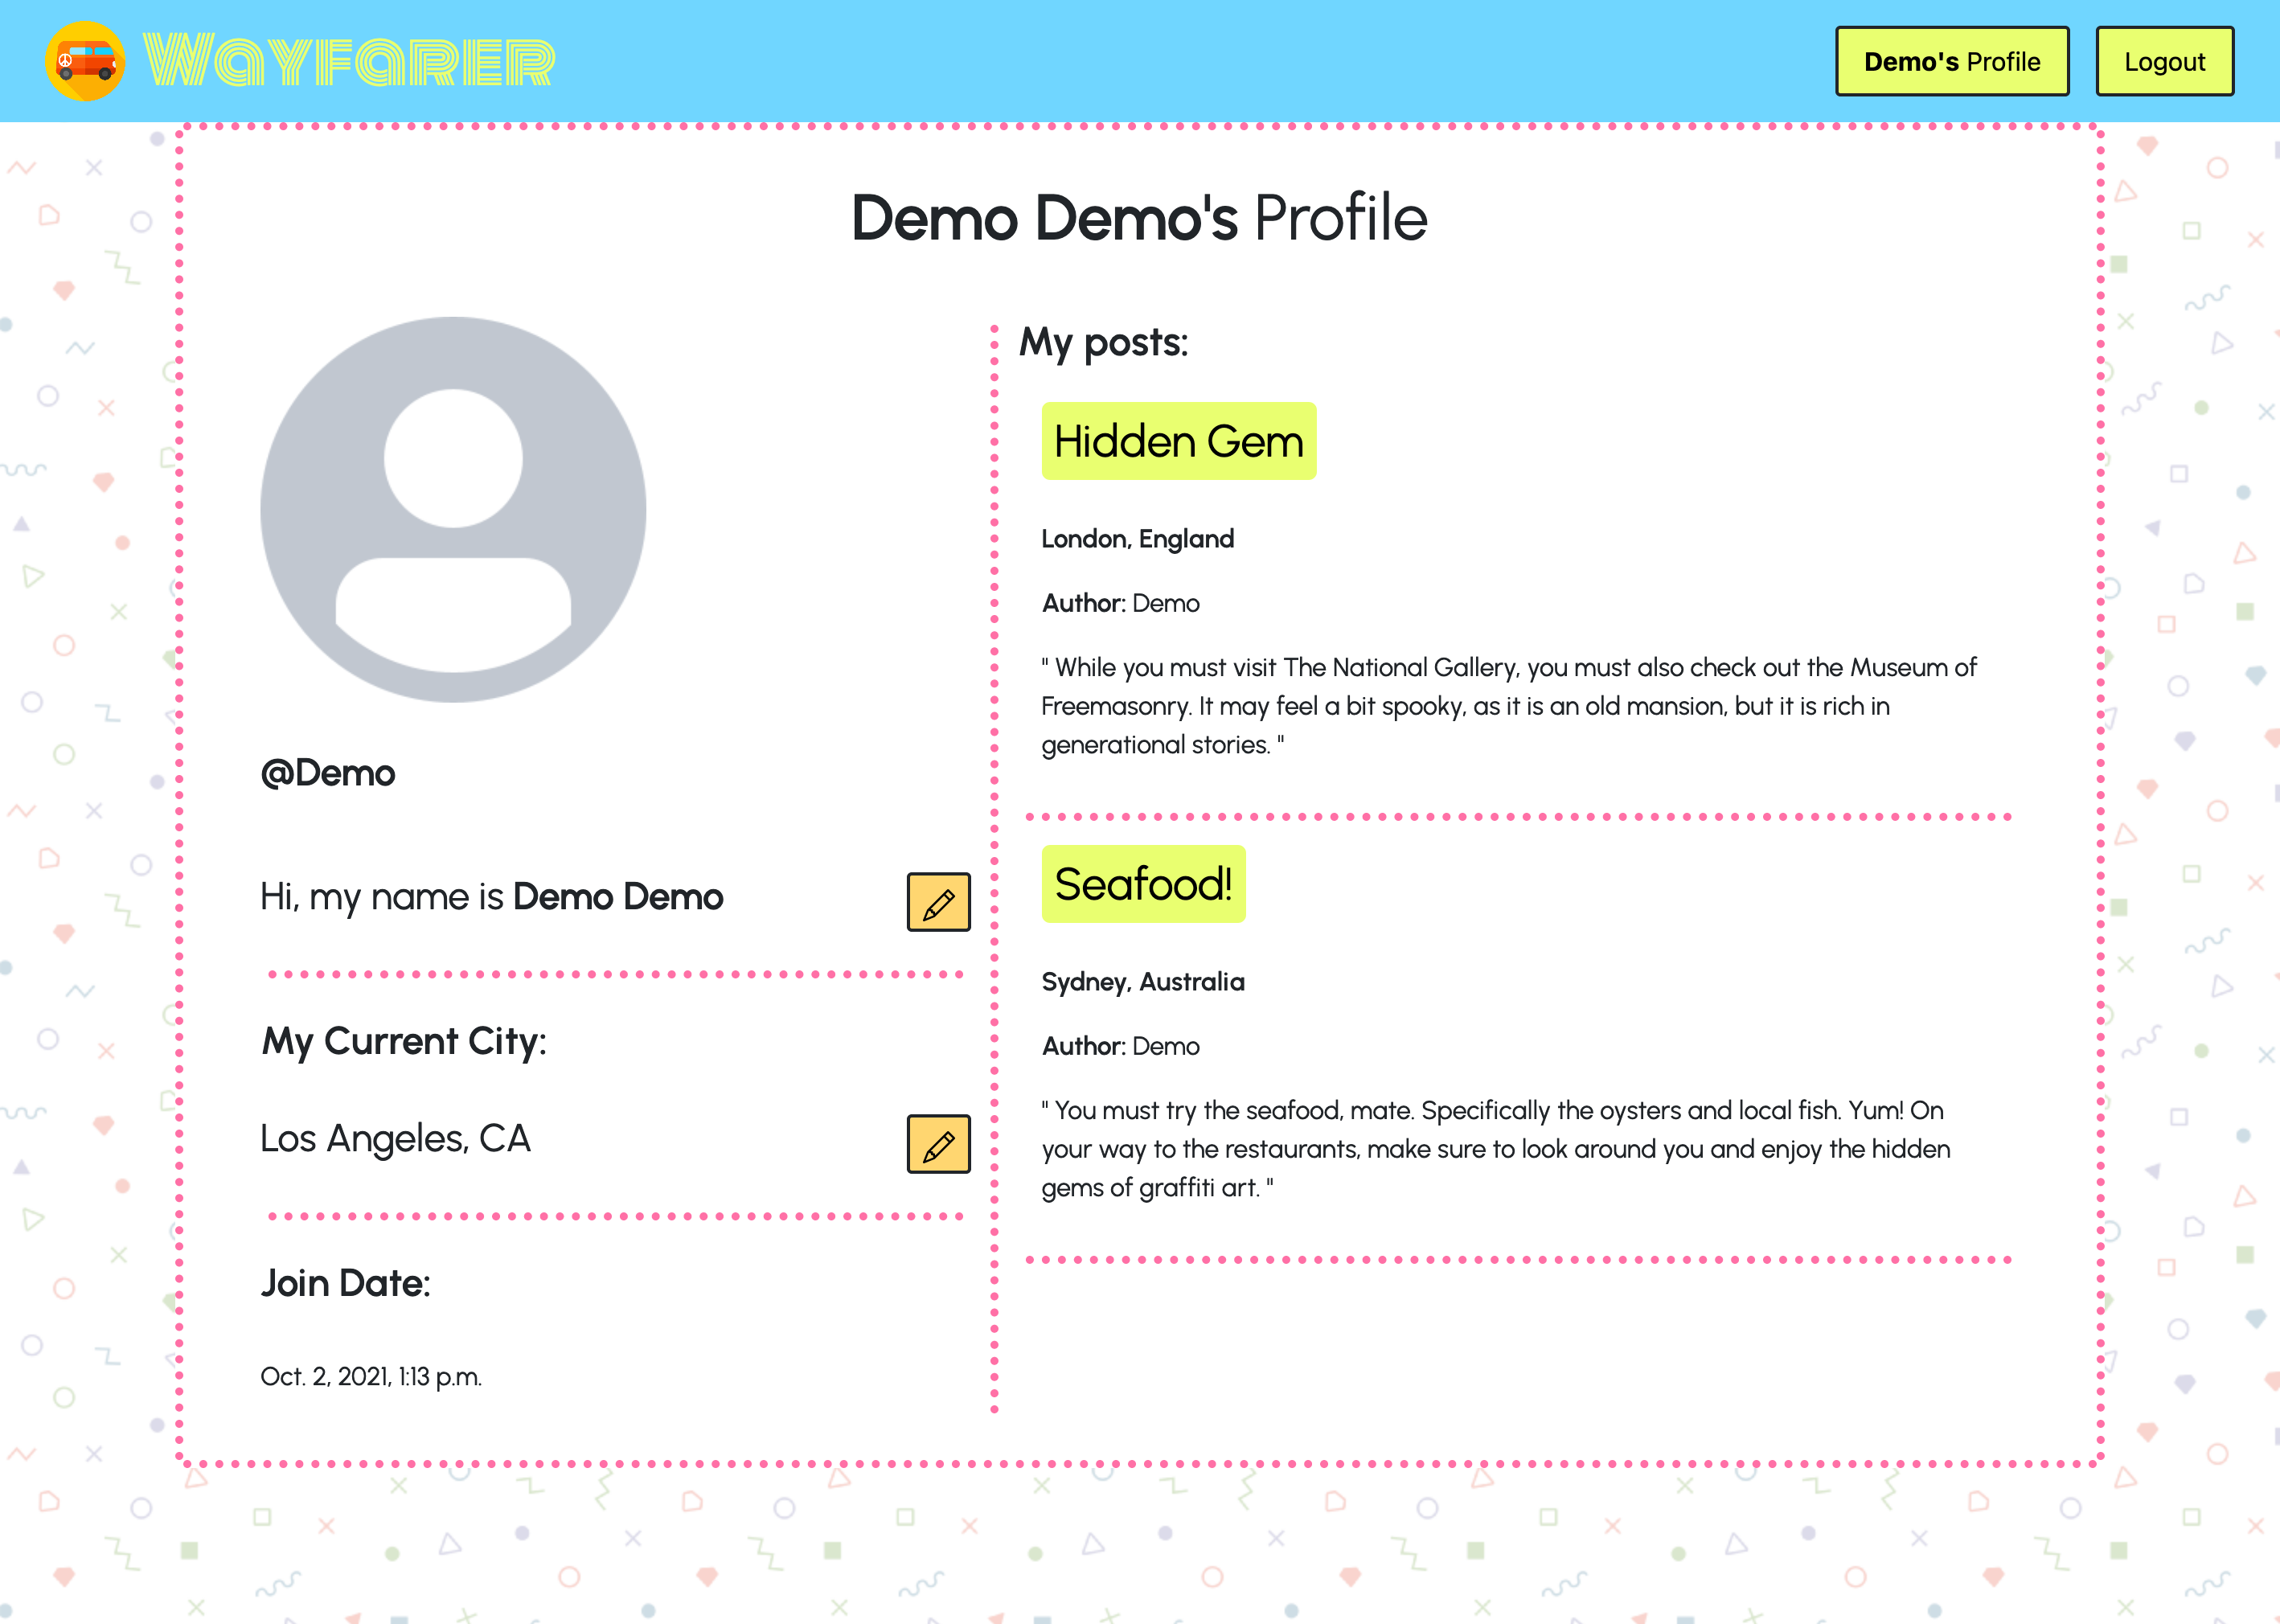 Wayfarer
Demo's Profile
Logout
Demo Demo's Profile
@Demo
Hi, my name is Demo Demo
My Current City:
Los Angeles, CA
Join Date:
Oct. 2, 2021, 1:13 p.m.
My posts:
Hidden Gem
London, England
Author: Demo
" While you must visit The National Gallery, you must also check out the Museum of
Freemasonry. It may feel a bit spooky, as it is an old mansion, but it is rich in
generational stories. "
Seafood!
Sydney, Australia
Author: Demo
" You must try the seafood, mate. Specifically the oysters and local fish. Yum! On
your way to the restaurants, make sure to look around you and enjoy the hidden
gems of graffiti art. "